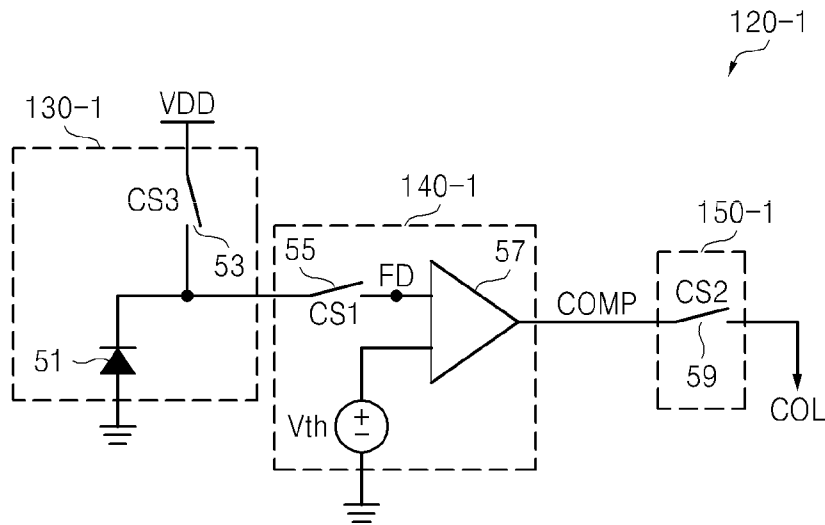 120-1
130-1
VDD
CS3
53
140-1
150-1
55
FD
57
CS1
COMP
CS2
59
51
Vth
+
−
COL